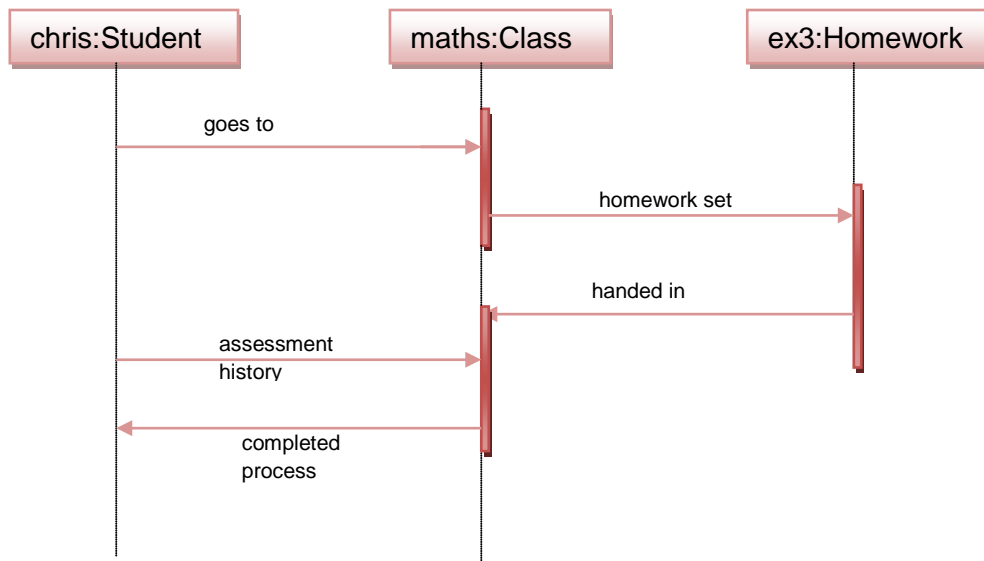 chris:Student
maths:Class
ex3:Homework
goes to
homework set
handed in
assessment
history
completed
process